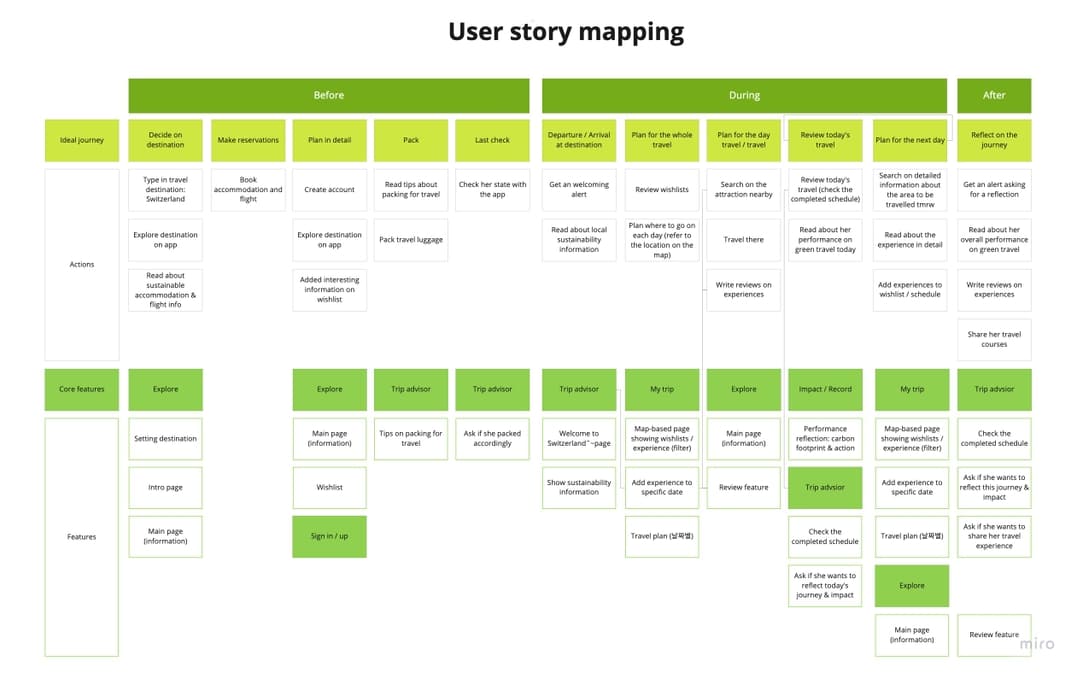 User story mapping
Before
During
After
Ideal journey
Decide on
destination
Make reservations
Plan in detail
Pack
Last check
Departure / Arrival
at destination
Plan for the whole
travel
Plan for the day
travel / travel
Review today's
travel
Plan for the next day
Reflect on the
journey
Actions
Type in travel
destination:
Switzerland
Book
accommodation and
flight
Create account
Read tips about
packing for travel
Check her state with
the app
Get an welcoming
alert
Review wishlists
Search on the
attraction nearby
Review todays's
travel (check the
completed schedule)
Search on detailed
information about
the area to be
travelled tmrw
Get an alert asking
for a reflection
Explore destination
on app
Explore destination
on app
Pack travel luggage
Read about local
sustainability
information
Plan where to go on
each day (refer to
the location on the
map)
Travel there
Read about her
performance on
green travel today
Read about the
experience in detail
Read about her
overall performance
on green travel
Read about
sustainable
accommodation &
flight info
Added interesting
information on
wishlist
Write reviews on
experiences
Add experiences to
wishlist / schedule
Write reviews on
experiences
Share her travel
courses
Core features
Explore
Explore
Trip advisor
Trip advisor
Trip advisor
My trip
Explore
Impact / Record
My trip
Trip advsior
Features
Setting destination
Main page
(information)
Tips on packing for
travel
Ask if she packed
accordingly
Welcome to
Switzerland~~page
Map-based page
showing wishlists /
experience (filter)
Main page
(information)
Performance
reflection: carbon
footprint & action
Map-based page
showing wishlists /
experience (filter)
Check the
completed schedule
Intro page
Wishlist
Show sustainability
information
Add experience to
specific date
Review feature
Trip advsior
Add experience to
specific date
Ask if she wants to
reflect this journey &
impact
Main page
(information)
Sign in / up
Travel plan (날짜별)
Check the
completed schedule
Travel plan (날짜별)
Ask if she wants to
share her travel
experience
Ask if she wants to
reflect today's
journey & impact
Explore
Main page
(information)
Review feature
miro